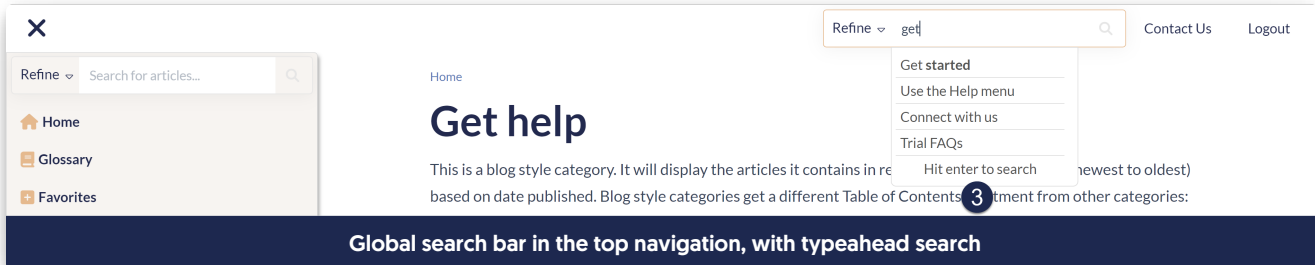 Refine get Contact Us Logout
Refine Search for articles...
Get started
Use the Help menu
Connect with us
Trial FAQs
Hit enter to search
Home
Glossary
Favorites
Home
Get help
This is a blog style category. It will display the articles it contains in re newest to oldest)
based on date published. Blog style categories get a different Table of Contents 3 tment from other categories:
Global search bar in the top navigation, with typeahead search